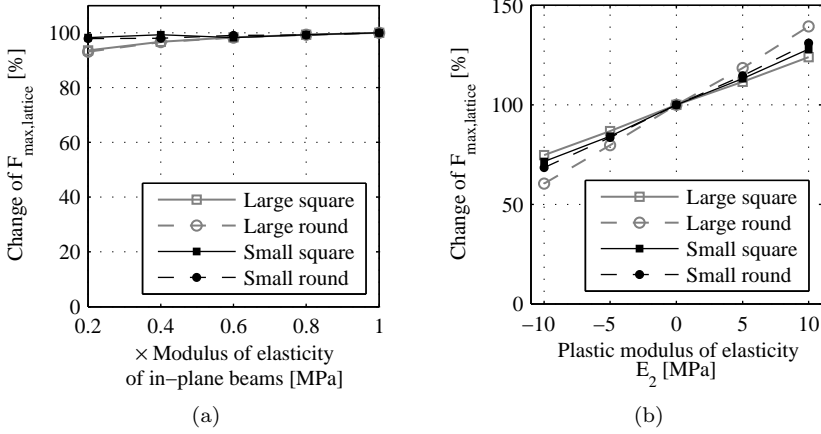 100
80
60
40
20
0
0.2 0.4 0.6 0.8 1
Change of F_max,lattice [%]
× Modulus of elasticity
of in−plane beams [MPa]
Large square
Large round
Small square
Small round
(a)
150
100
50
0
−10 −5 0 5 10
Change of F_max,lattice [%]
Plastic modulus of elasticity
E_2 [MPa]
Large square
Large round
Small square
Small round
(b)